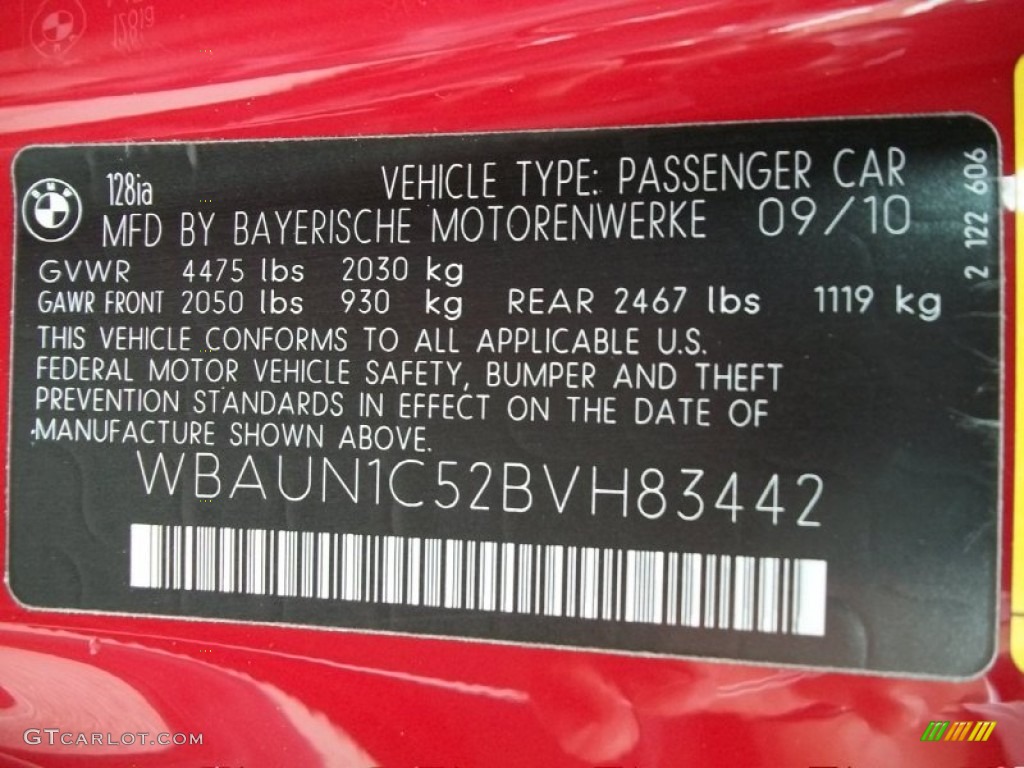 128ia
VEHICLE TYPE: PASSENGER CAR
MFD BY BAYERISCHE MOTORENWERKE 09/10
GVWR 4475 lbs 2030 kg
GAWR FRONT 2050 lbs 930 kg REAR 2467 lbs 1119 kg
THIS VEHICLE CONFORMS TO ALL APPLICABLE U.S.
FEDERAL MOTOR VEHICLE SAFETY, BUMPER AND THEFT
PREVENTION STANDARDS IN EFFECT ON THE DATE OF
MANUFACTURE SHOWN ABOVE.
WBAUN1C52BVH83442
2 122 606
GTCARLOT.COM